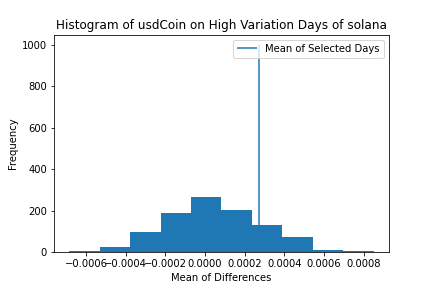 Histogram of usdCoin on High Variation Days of solana
Mean of Selected Days
Frequency
1000
800
600
400
200
0
−0.0006 −0.0004 −0.0002 0.0000 0.0002 0.0004 0.0006 0.0008
Mean of Differences